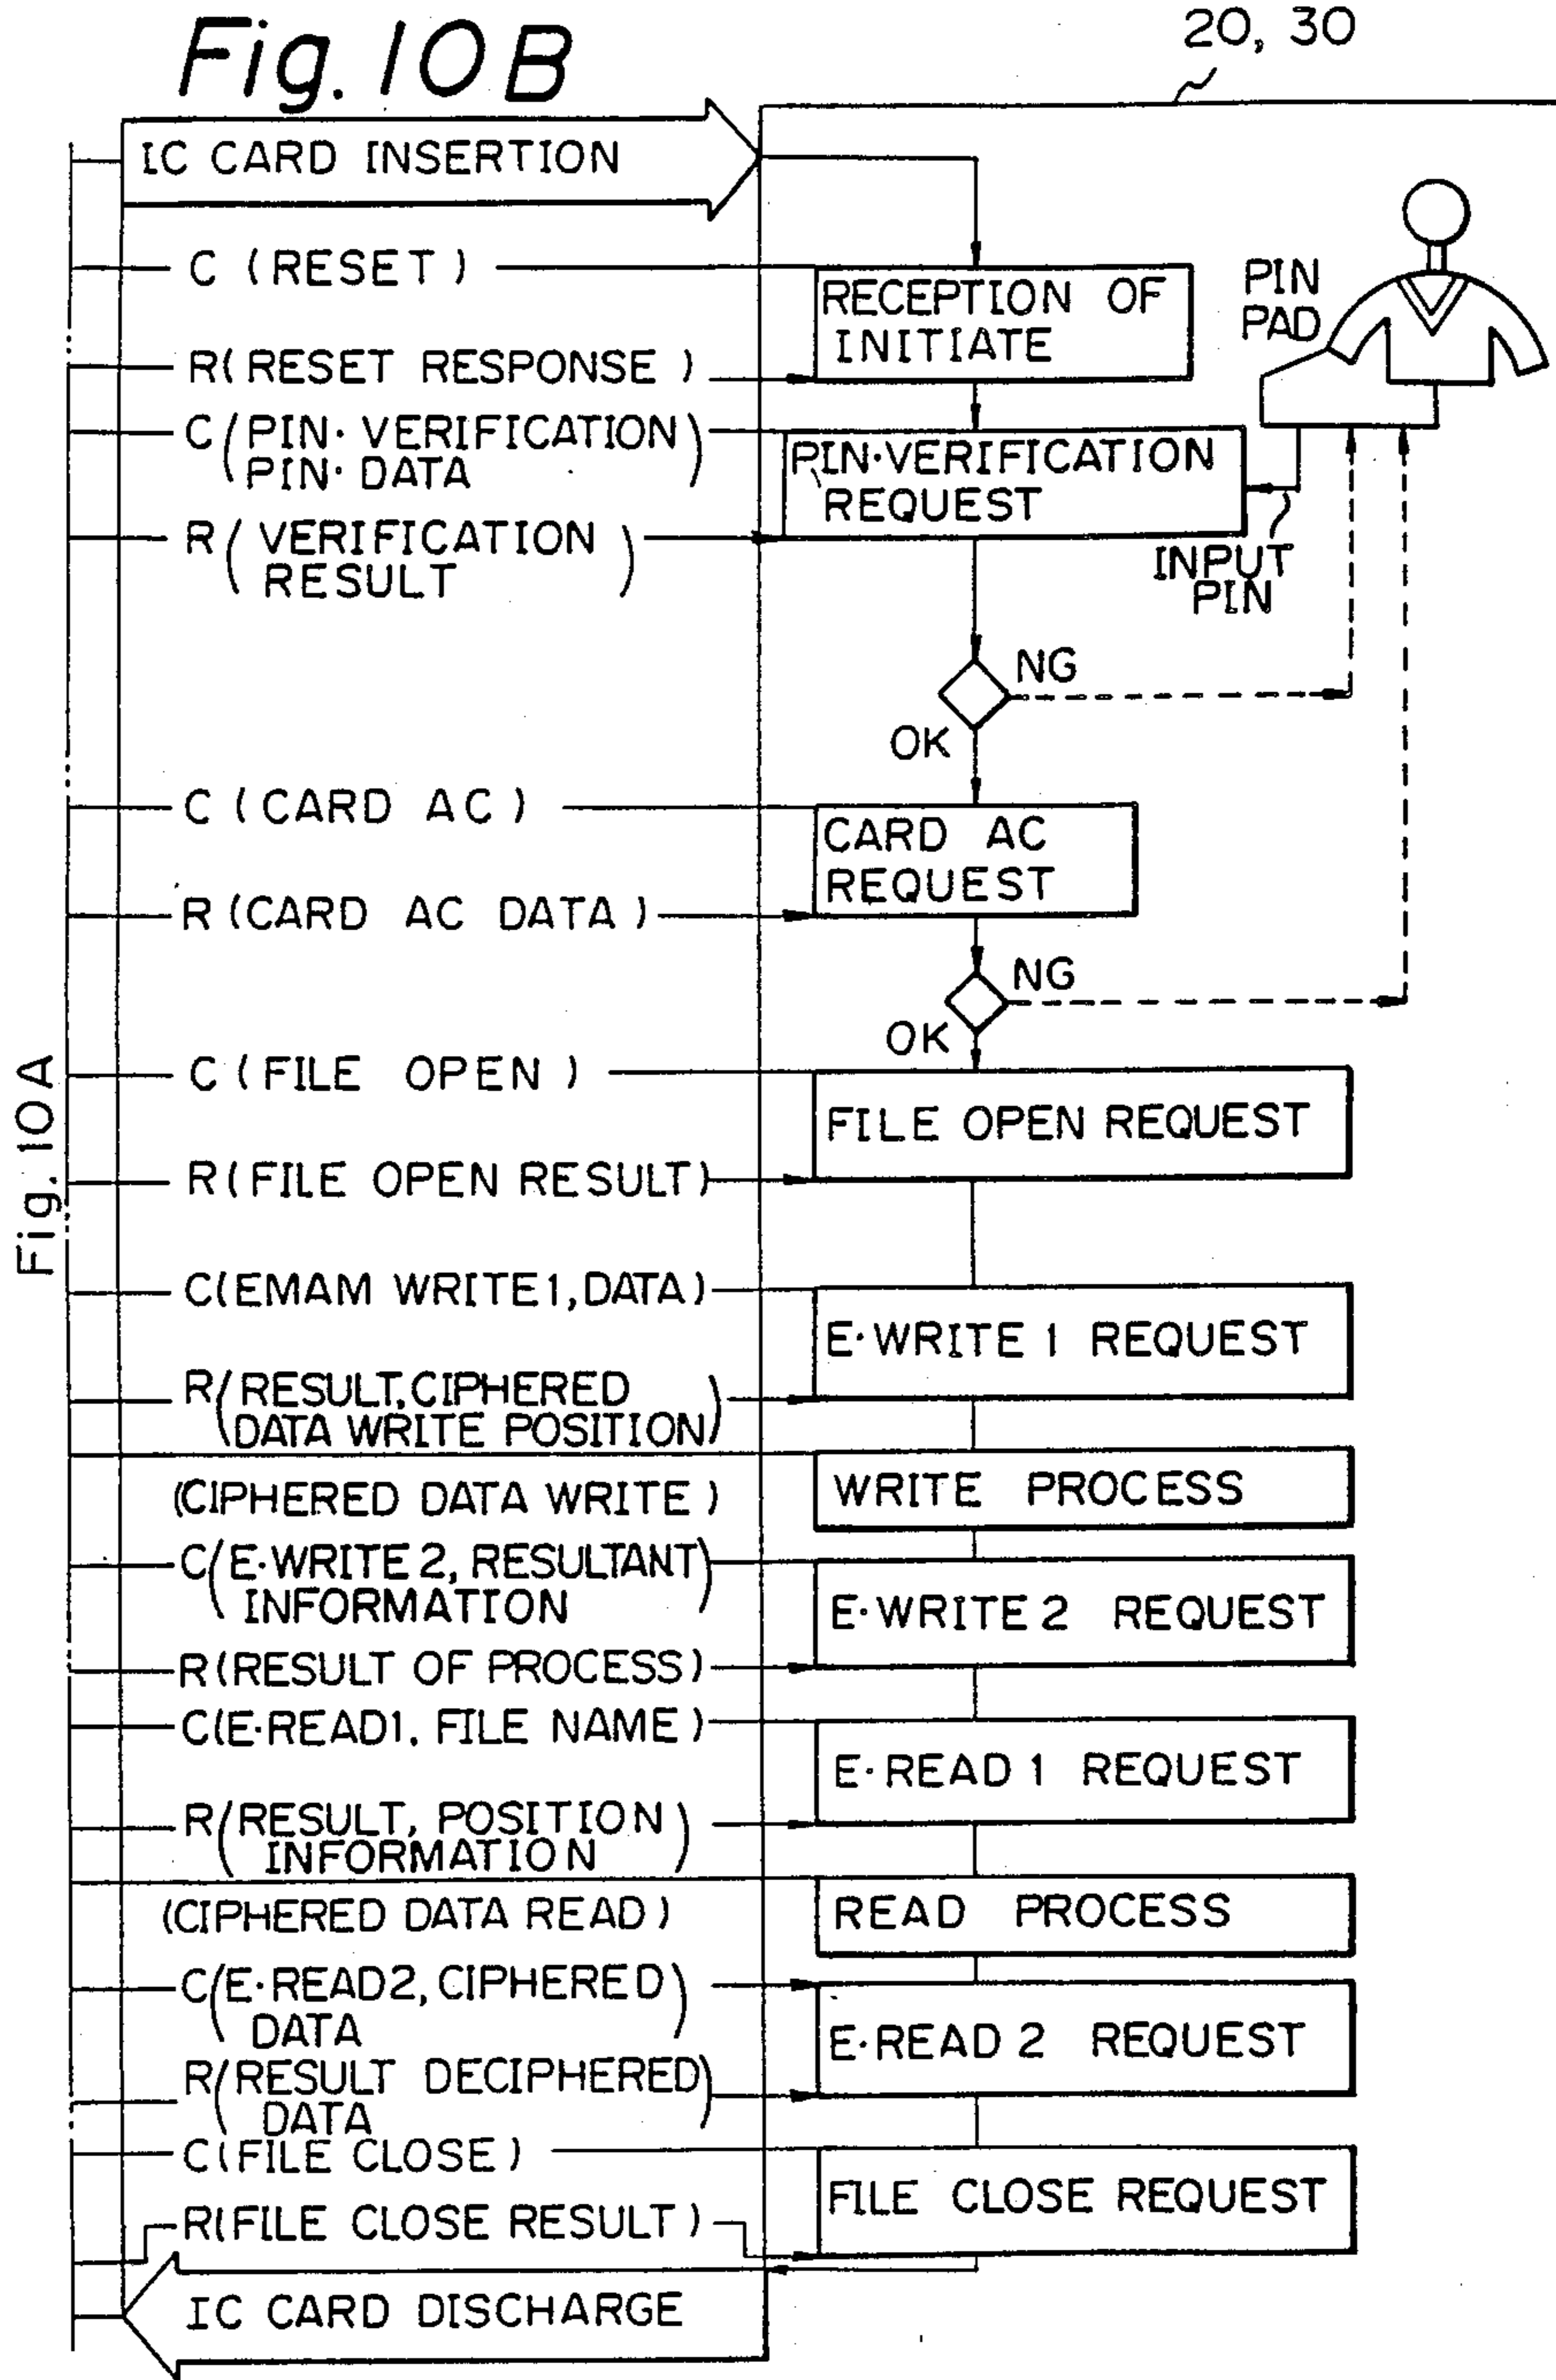 Fig. 10B
20, 30
IC CARD INSERTION
C (RESET)
RECEPTION OF
INITIATE
PIN
PAD
R(RESET RESPONSE)
C(PIN·VERIFICATION
PIN·DATA)
PIN·VERIFICATION
REQUEST
R(VERIFICATION
RESULT)
INPUT
PIN
NG
OK
C (CARD AC)
CARD AC
REQUEST
R (CARD AC DATA)
NG
OK
Fig. 10A
C (FILE OPEN)
FILE OPEN REQUEST
R(FILE OPEN RESULT)
C(EMAM WRITE1,DATA)
E·WRITE 1 REQUEST
R(RESULT,CIPHERED
DATA WRITE POSITION)
WRITE PROCESS
(CIPHERED DATA WRITE)
C(E·WRITE 2, RESULTANT
INFORMATION)
E·WRITE 2 REQUEST
R(RESULT OF PROCESS)
C(E·READ1, FILE NAME)
E·READ 1 REQUEST
R(RESULT, POSITION
INFORMATION)
READ PROCESS
(CIPHERED DATA READ)
C(E·READ2, CIPHERED
DATA)
E·READ 2 REQUEST
R(RESULT DECIPHERED
DATA)
C(FILE CLOSE)
FILE CLOSE REQUEST
R(FILE CLOSE RESULT)
IC CARD DISCHARGE